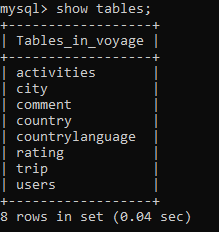 mysql> show tables;
+------------------+
| Tables_in_voyage |
+------------------+
| activities       |
| city             |
| comment          |
| country          |
| countrylanguage  |
| rating           |
| trip             |
| users            |
+------------------+
8 rows in set (0.04 sec)